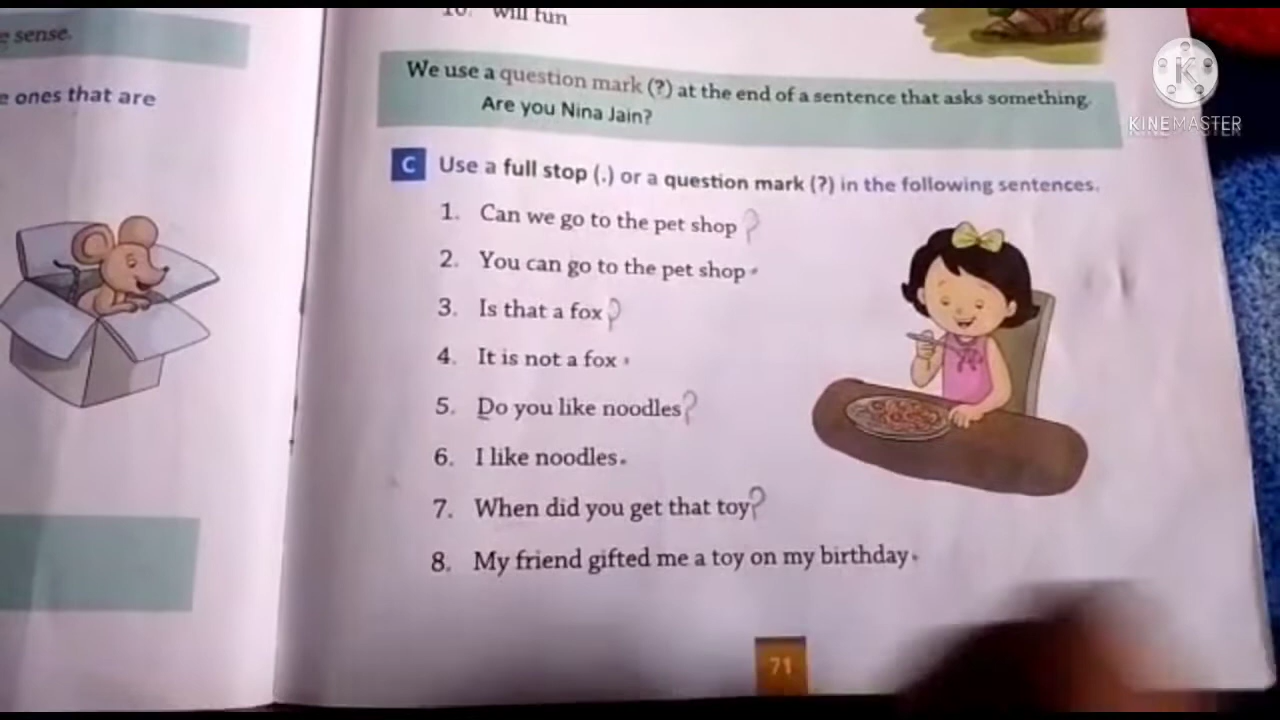 e sense.
e ones that are
10. will fun
We use a question mark (?) at the end of a sentence that asks something.
Are you Nina Jain?
C Use a full stop (.) or a question mark (?) in the following sentences.
1. Can we go to the pet shop?
2. You can go to the pet shop.
3. Is that a fox?
4. It is not a fox.
5. Do you like noodles?
6. I like noodles.
7. When did you get that toy?
8. My friend gifted me a toy on my birthday.
71
K
KINEMASTER